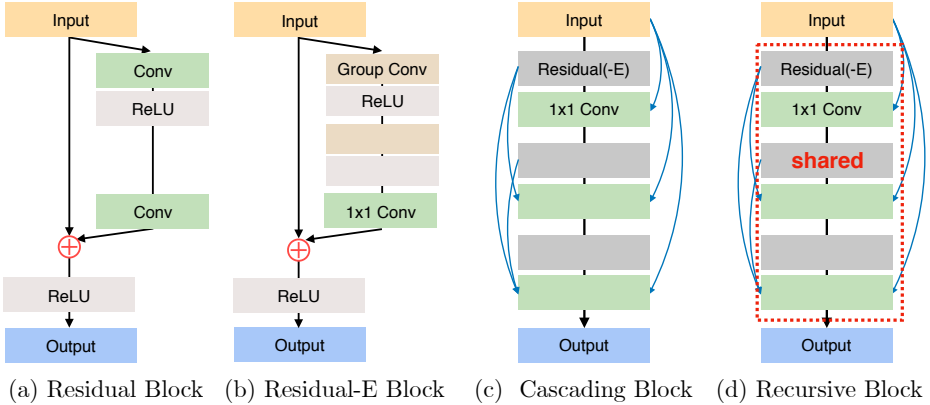 Input
Conv
ReLU
Conv
ReLU
Output
(a) Residual Block
Input
Group Conv
ReLU
1x1 Conv
ReLU
Output
(b) Residual-E Block
Input
Residual(-E)
1x1 Conv
Output
(c) Cascading Block
Input
Residual(-E)
1x1 Conv
shared
Output
(d) Recursive Block